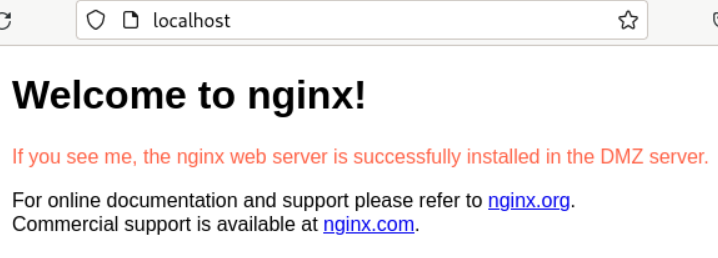 localhost
Welcome to nginx!
If you see me, the nginx web server is successfully installed in the DMZ server.
For online documentation and support please refer to nginx.org.
Commercial support is available at nginx.com.